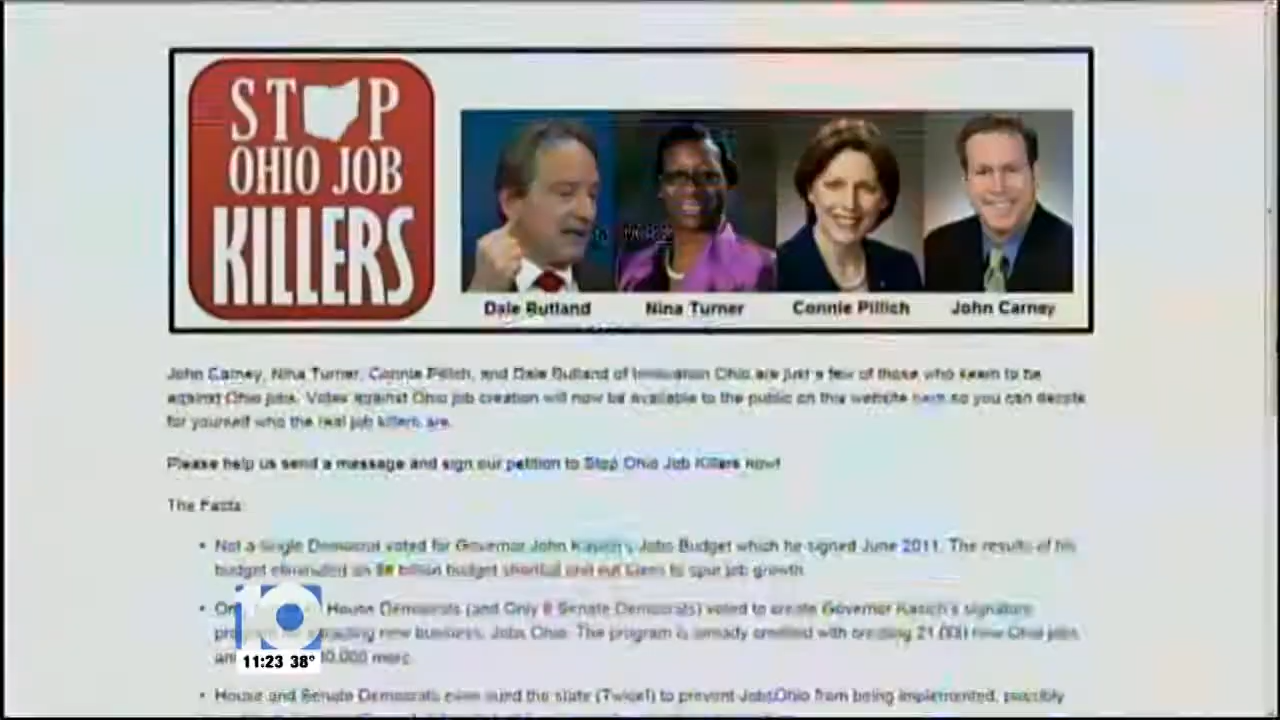 STOP
OHIO JOB
KILLERS
Dale Butland
Nina Turner
Connie Pillich
John Carney
John Carney, Nina Turner, Connie Pillich, and Dale Butland of Innovation Ohio are just a few of those who seem to be
against Ohio jobs. Votes against Ohio job creation will now be available to the public on this website here so you can decide
for yourself who the real job killers are.
Please help us send a message and sign our petition to Stop Ohio Job Killers now!
The Facts:
• Not a single Democrat voted for Governor John Kasich's Jobs Budget which he signed June 2011. The results of his
budget eliminated an $8 billion budget shortfall and cut taxes to spur job growth.
• House Democrats (and Only 8 Senate Democrats) voted to create Governor Kasich's signature
new business, Jobs Ohio. The program is already credited with creating 21,000 new Ohio jobs
more.
• House and Senate Democrats even sued the state (Twice!) to prevent JobsOhio from being implemented, possibly
10
11:23 38°